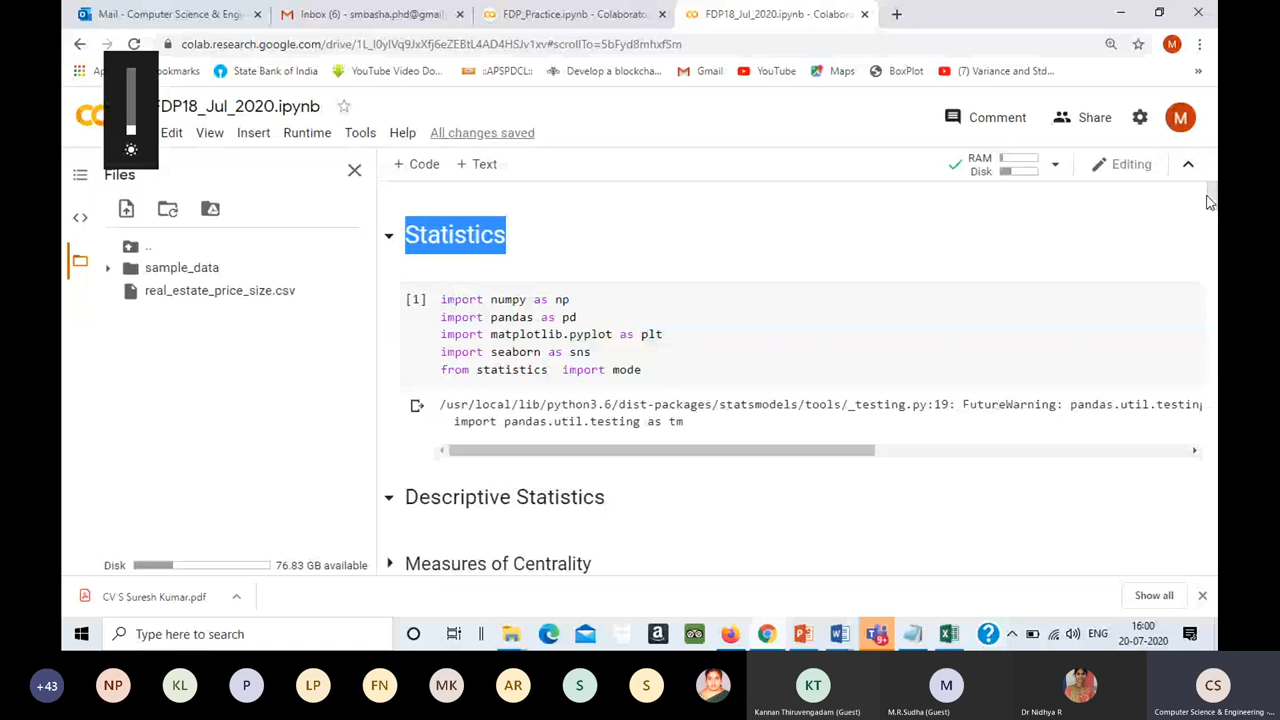 Mail - Computer Science & Engi
Inbox (6) - smbasha.phd@gmail
FDP_Practice.ipynb - Colaborato
FDP18_Jul_2020.ipynb - Colabora
colab.research.google.com/drive/1L_I0ylVq9JxXfj6eZEBtL4AD4HSJv1xv#scrollTo=5bFyd8mhxfSm
M
Ap
okmarks
State Bank of India
YouTube Video Do...
::APSPDCL::
Develop a blockcha...
Gmail
YouTube
Maps
BoxPlot
(7) Variance and Std...
»
FDP18_Jul_2020.ipynb
Comment
Share
M
Edit
View
Insert
Runtime
Tools
Help
All changes saved
+ Code
+ Text
RAM
Disk
Editing
Files
..
sample_data
real_estate_price_size.csv
Statistics
[1]
import numpy as np
import pandas as pd
import matplotlib.pyplot as plt
import seaborn as sns
from statistics import mode
/usr/local/lib/python3.6/dist-packages/statsmodels/tools/_testing.py:19: FutureWarning: pandas.util.testing
import pandas.util.testing as tm
Descriptive Statistics
Measures of Centrality
Disk
76.83 GB available
CV S Suresh Kumar.pdf
Show all
Type here to search
9+
ENG
16:00
20-07-2020
+43
NP
KL
P
LP
FN
MK
AR
S
S
KT
M
CS
Kannan Thiruvengadam (Guest)
M.R.Sudha (Guest)
Dr Nidhya R
Computer Science & Engineering -...